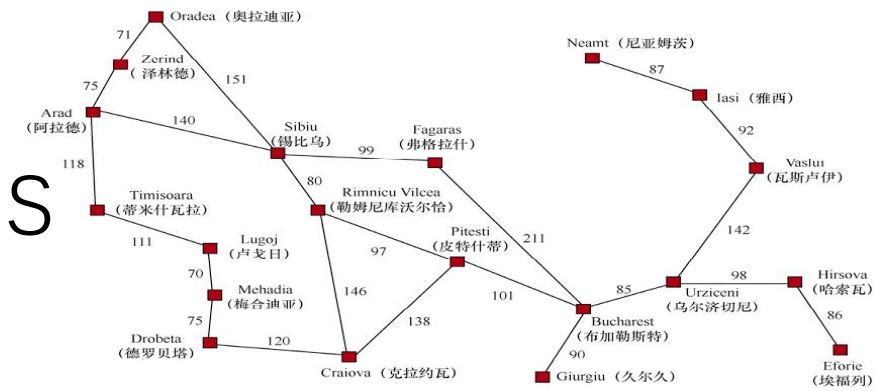 Oradea (奥拉迪亚)
71
Neamt (尼亚姆茨)
Zerind
(泽林德)
87
151
75
Iasi (雅西)
Arad
(阿拉德)
140
Sibiu
(锡比乌)
Fagaras
(弗格拉什)
92
99
118
Vaslui
(瓦斯卢伊)
80
S
Timisoara
(蒂米什瓦拉)
Rimnicu Vilcea
(勒姆尼库沃尔恰)
Pitesti
(皮特什蒂)
142
211
111
Lugoj
(卢戈日)
97
70
98
Hirsova
(哈索瓦)
Mehadia
(梅合迪亚)
146
101
85
Urziceni
(乌尔济切尼)
75
138
86
Bucharest
(布加勒斯特)
Drobeta
(德罗贝塔)
120
90
Eforie
(埃福列)
Craiova (克拉约瓦)
Giurgiu (久尔久)